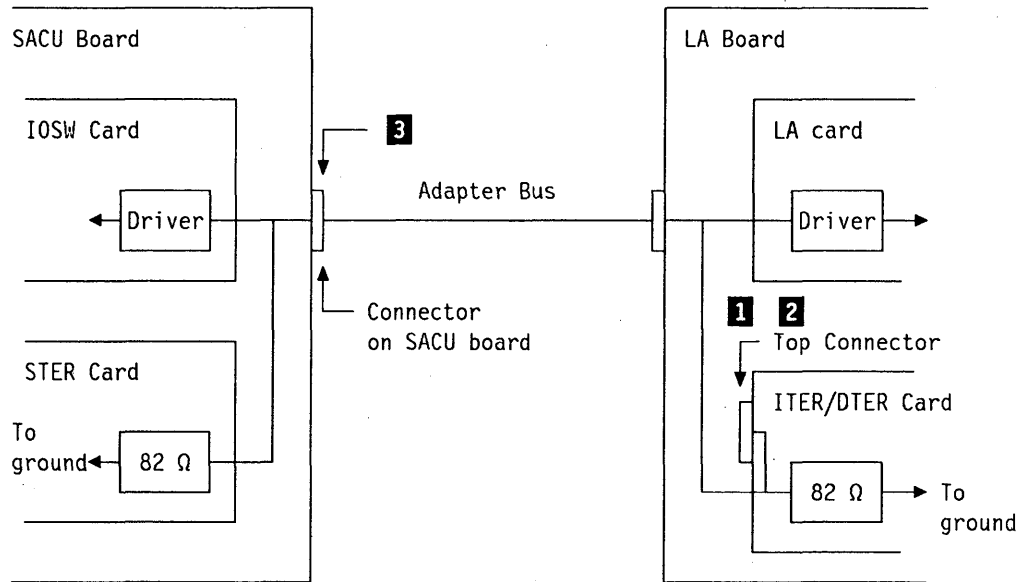 SACU Board
LA Board
IOSW Card
3
LA card
Adapter Bus
Driver
Driver
Connector
on SACU board
1 2
Top Connector
STER Card
ITER/DTER Card
To
ground
82 Ω
82 Ω
To
ground